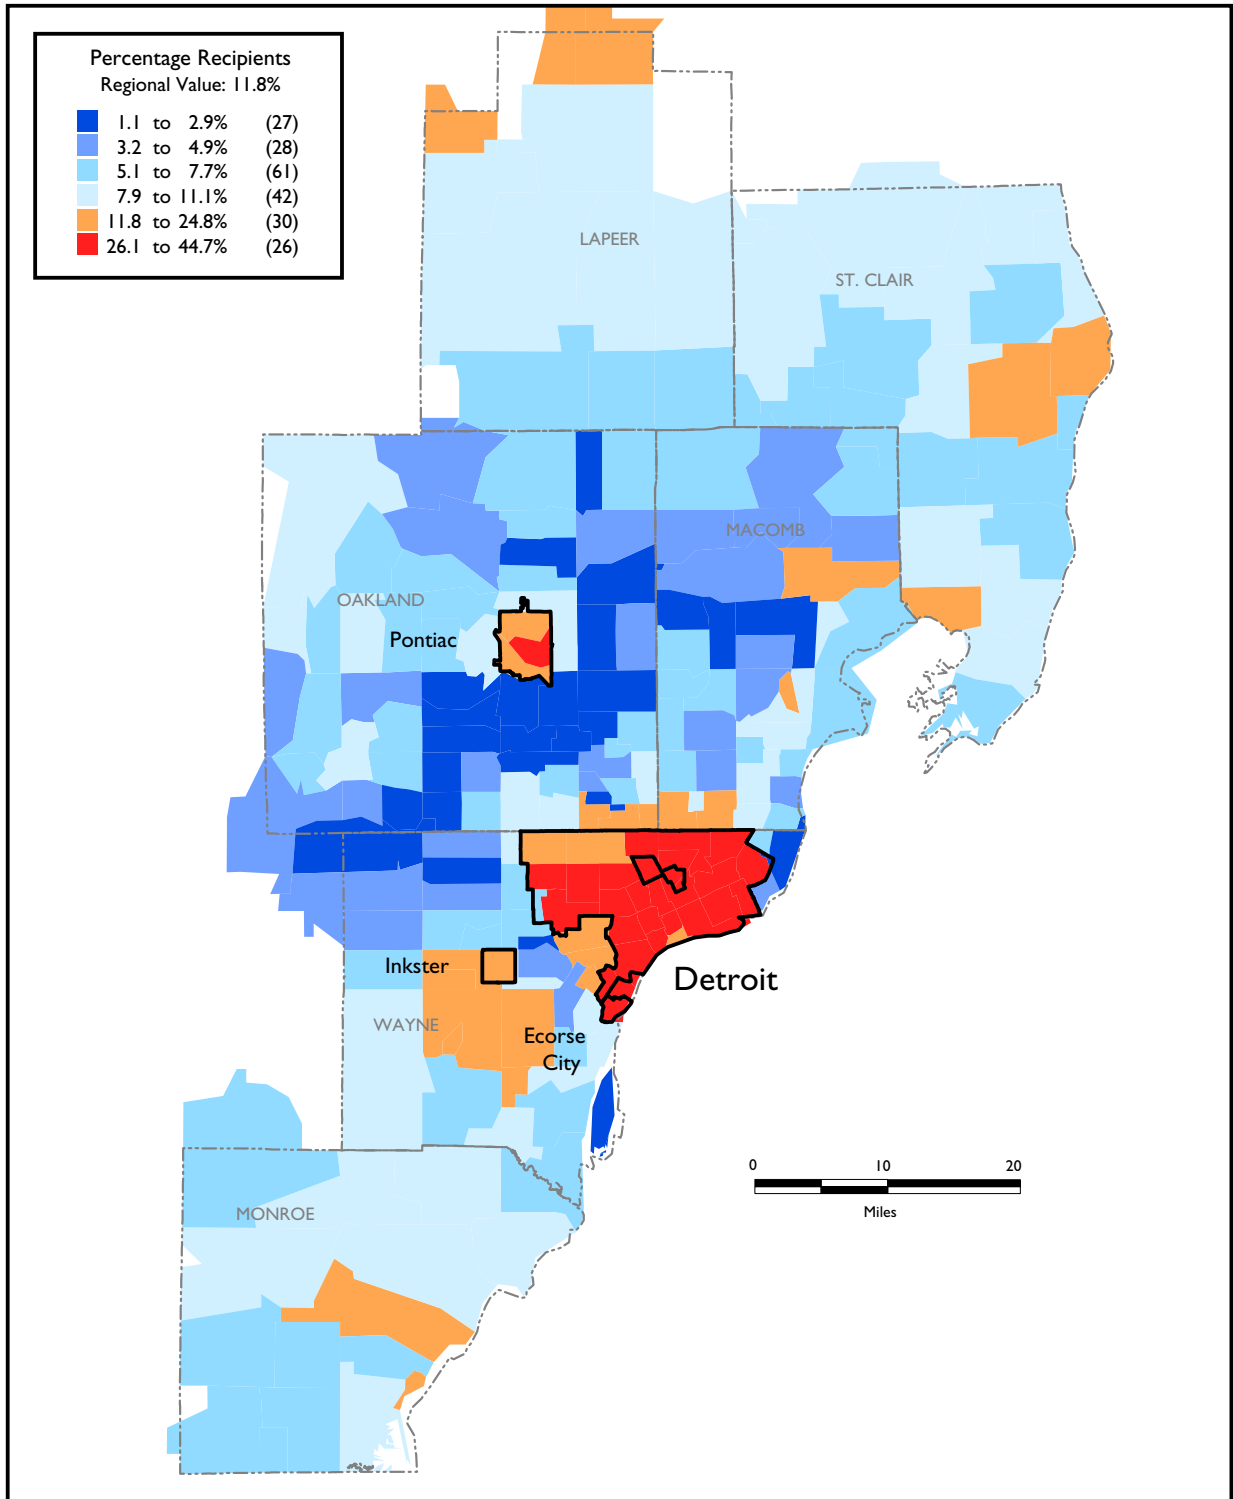 Percentage Recipients
Regional Value: 11.8%
1.1 to 2.9% (27)
3.2 to 4.9% (28)
5.1 to 7.7% (61)
7.9 to 11.1% (42)
11.8 to 24.8% (30)
26.1 to 44.7% (26)
LAPEER
ST. CLAIR
MACOMB
OAKLAND
Pontiac
Inkster
Detroit
WAYNE
Ecorse
City
0 10 20
Miles
MONROE